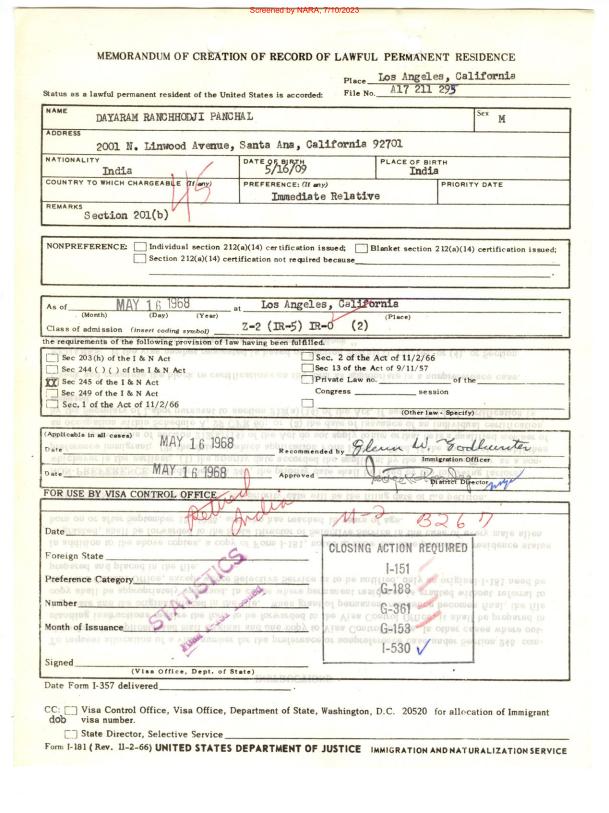 Screened by NARA, 7/10/2023
MEMORANDUM OF CREATION OF RECORD OF LAWFUL PERMANENT RESIDENCE
Place Los Angeles, California
Status as a lawful permanent resident of the United States is accorded: File No. A17 211 295
NAME Sex
DAYARAM RANCHHODJI PANCHAL M
ADDRESS
2001 N. Linwood Avenue, Santa Ana, California 92701
NATIONALITY DATE OF BIRTH PLACE OF BIRTH
India 5/16/09 India
COUNTRY TO WHICH CHARGEABLE (If any) PREFERENCE: (If any) PRIORITY DATE
Immediate Relative
REMARKS
Section 201(b)
NONPREFERENCE: Individual section 212(a)(14) certification issued; Blanket section 212(a)(14) certification issued;
Section 212(a)(14) certification not required because
As of MAY 16 1968 at Los Angeles, California
(Month) (Day) (Year) (Place)
Class of admission (Insert coding symbol) Z-2 (IR-5) IR-0 (2)
the requirements of the following provision of law having been fulfilled.
Sec 203(h) of the I & N Act Sec. 2 of the Act of 11/2/66
Sec 244 ( ) ( ) of the I & N Act Sec 13 of the Act of 9/11/57
XX Sec 245 of the I & N Act Private Law no. of the
Sec 249 of the I & N Act Congress session
Sec. 1 of the Act of 11/2/66
(Other law - Specify)
(Applicable in all cases)
Date MAY 16 1968 Recommended by Glenn W. Godhunter
Immigration Officer
Date MAY 16 1968 Approved
District Director
FOR USE BY VISA CONTROL OFFICE
Retired
India
M-2 B267
Date
CLOSING ACTION REQUIRED
Foreign State
I-151
Preference Category
G-188
STATISTICS
Number
G-361
Month of Issuance
G-153
I-530
Signed
(Visa Office, Dept. of State)
Date Form I-357 delivered
CC: Visa Control Office, Visa Office, Department of State, Washington, D.C. 20520 for allocation of Immigrant
dob visa number.
State Director, Selective Service
Form I-181 (Rev. 11-2-66) UNITED STATES DEPARTMENT OF JUSTICE IMMIGRATION AND NATURALIZATION SERVICE